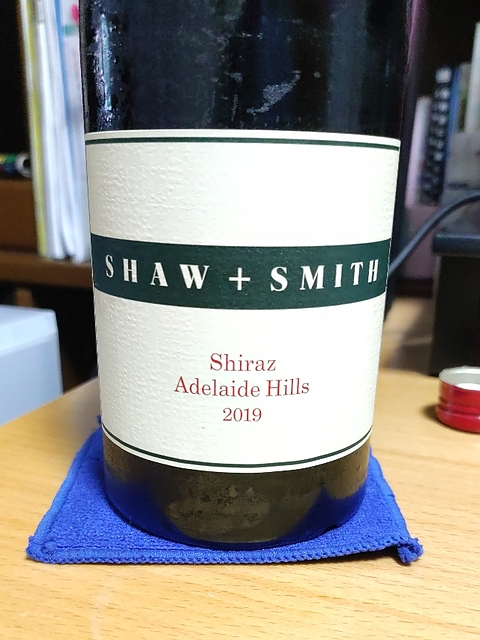 SHAW + SMITH
Shiraz
Adelaide Hills
2019